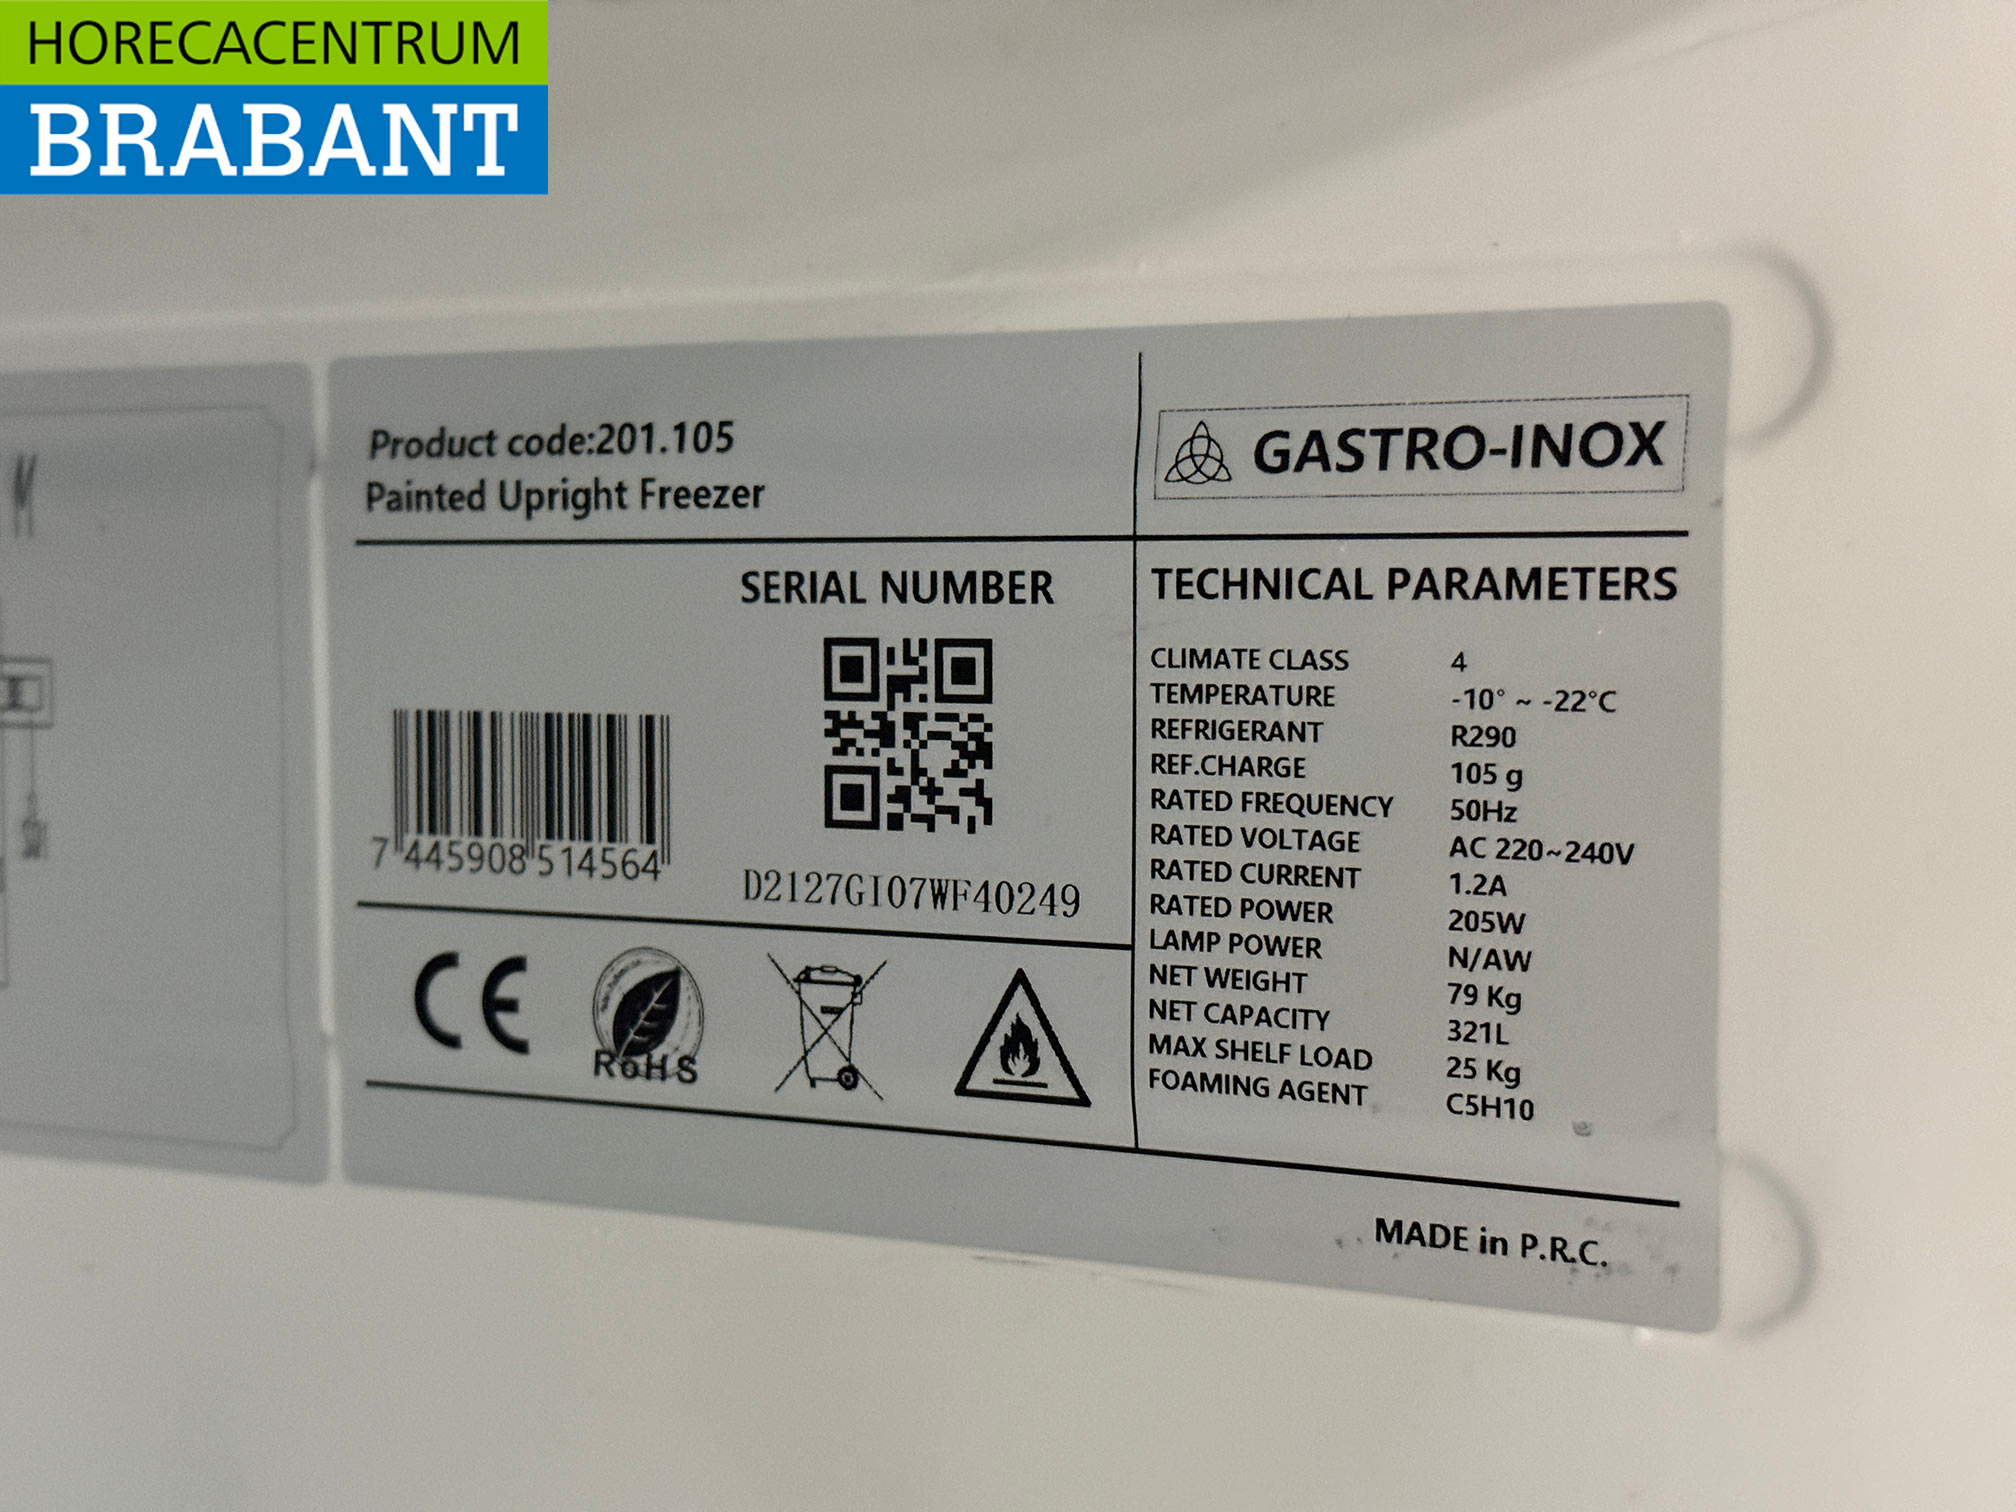 HORECACENTRUM
BRABANT
Product code:201.105
Painted Upright Freezer
GASTRO-INOX
SERIAL NUMBER
D2127GI07WF40249
7 445908 514564
CE
RoHS
TECHNICAL PARAMETERS
CLIMATE CLASS 4
TEMPERATURE -10° ~ -22°C
REFRIGERANT R290
REF.CHARGE 105 g
RATED FREQUENCY 50Hz
RATED VOLTAGE AC 220~240V
RATED CURRENT 1.2A
RATED POWER 205W
LAMP POWER N/AW
NET WEIGHT 79 Kg
NET CAPACITY 321L
MAX SHELF LOAD 25 Kg
FOAMING AGENT C5H10
MADE in P.R.C.